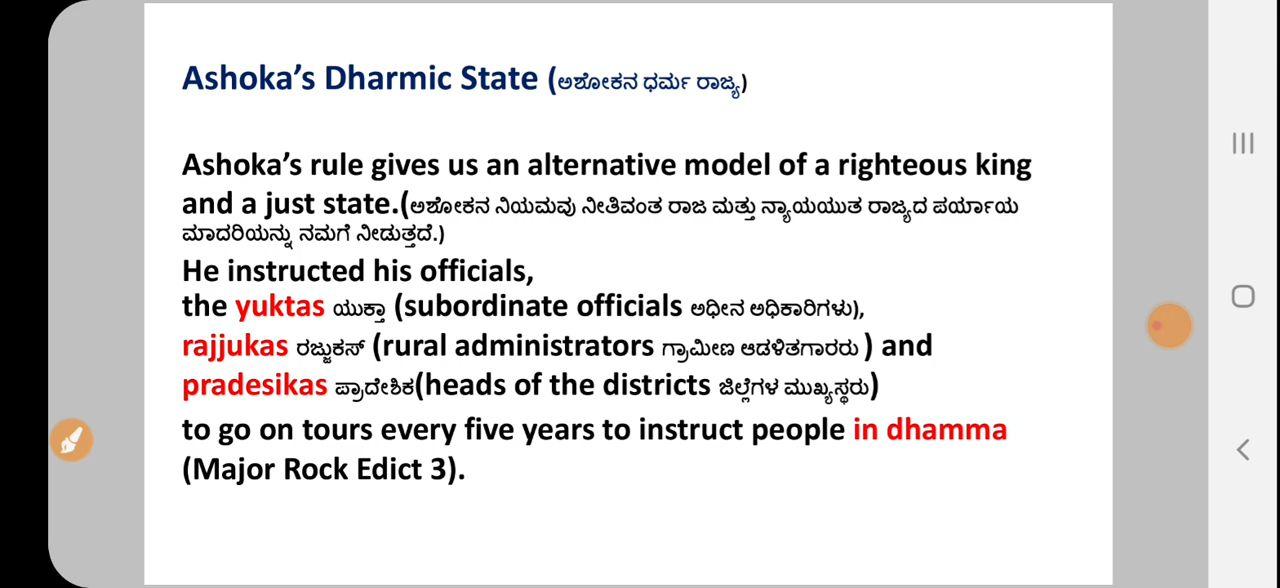 Ashoka’s Dharmic State (ಅಶೋಕನ ಧರ್ಮ ರಾಜ್ಯ)
Ashoka’s rule gives us an alternative model of a righteous king
and a just state.(ಅಶೋಕನ ನಿಯಮವು ನೀತಿವಂತ ರಾಜ ಮತ್ತು ನ್ಯಾಯಯುತ ರಾಜ್ಯದ ಪರ್ಯಾಯ
ಮಾದರಿಯನ್ನು ನಮಗೆ ನೀಡುತ್ತದೆ.)
He instructed his officials,
the yuktas ಯುಕ್ತಾ (subordinate officials ಅಧೀನ ಅಧಿಕಾರಿಗಳು),
rajjukas ರಜ್ಜುಕಸ್ (rural administrators ಗ್ರಾಮೀಣ ಆಡಳಿತಗಾರರು ) and
pradesikas ಪ್ರಾದೇಶಿಕ(heads of the districts ಜಿಲ್ಲೆಗಳ ಮುಖ್ಯಸ್ಥರು)
to go on tours every five years to instruct people in dhamma
(Major Rock Edict 3).